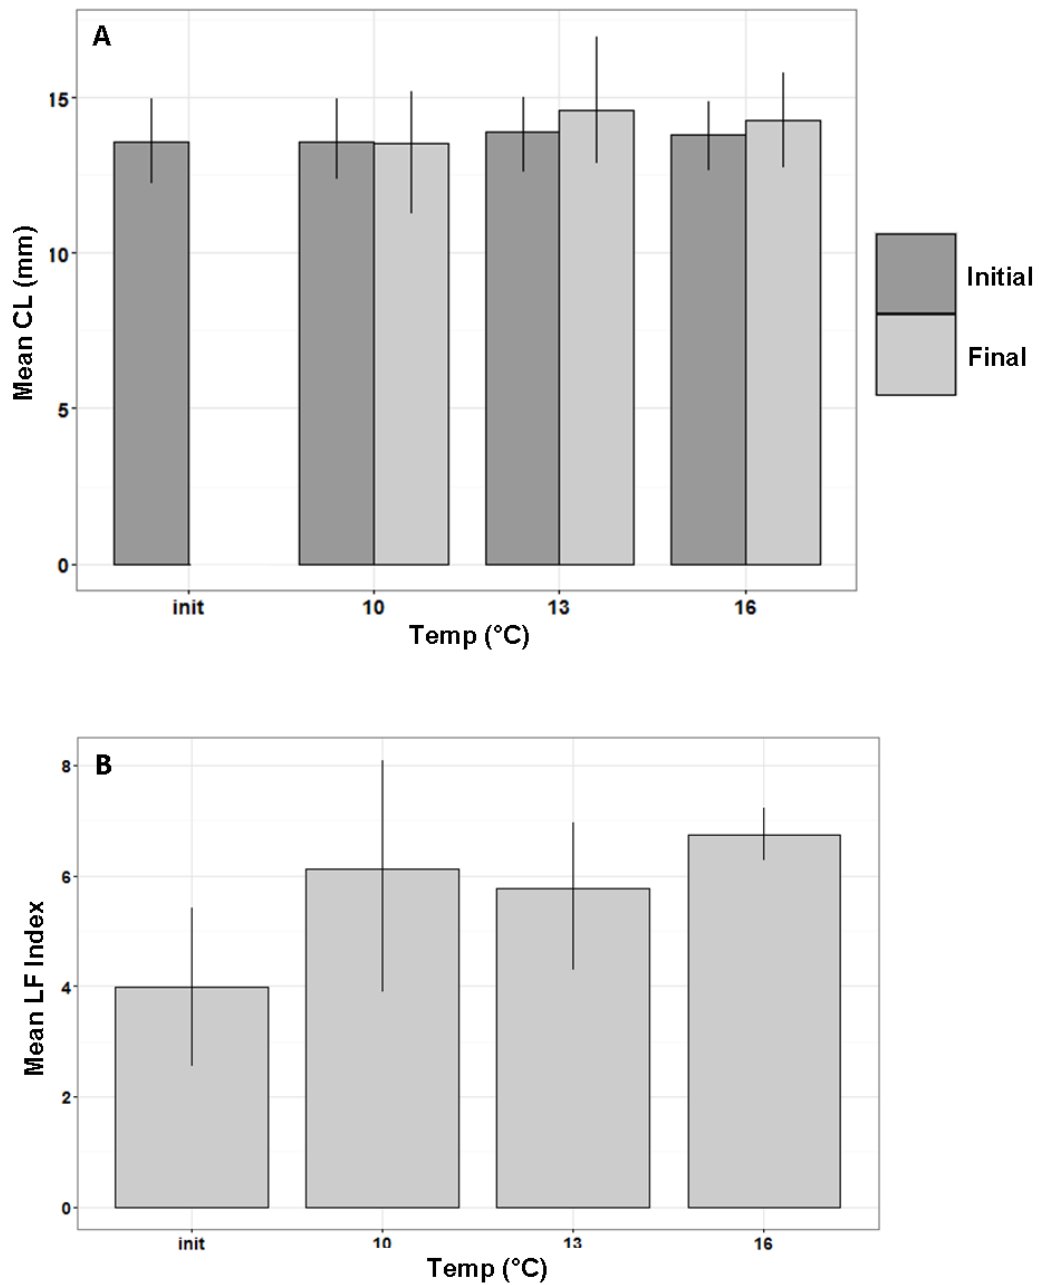 A
15
10
5
0
Mean CL (mm)
init 10 13 16
Temp (°C)
Initial
Final
B
8
6
4
2
0
Mean LF Index
init 10 13 16
Temp (°C)